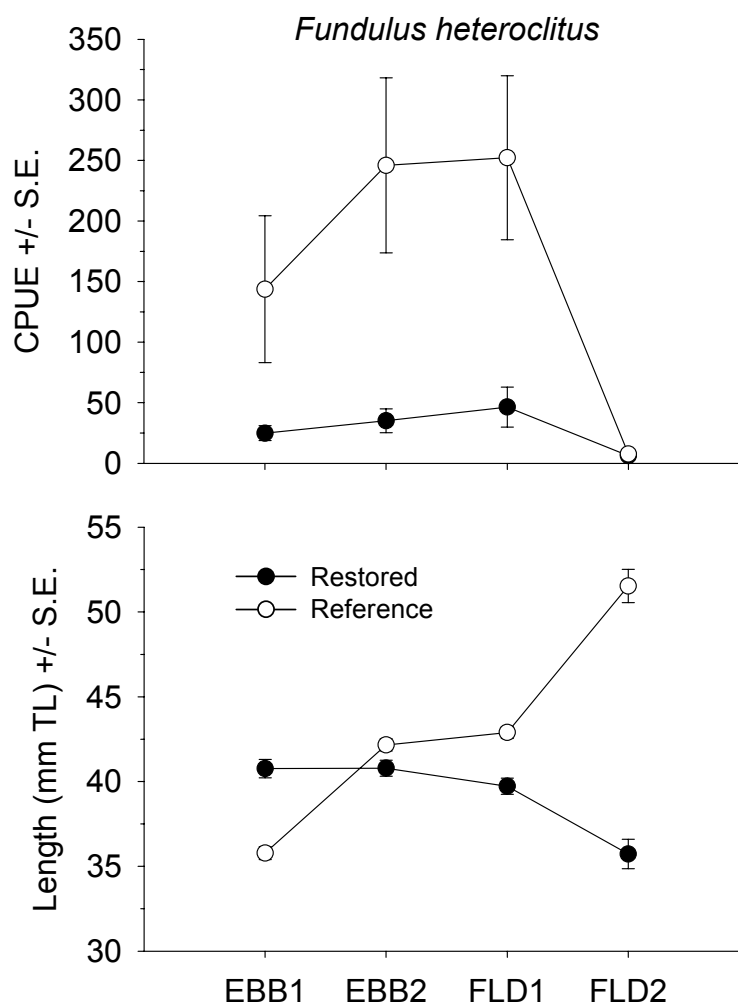 Fundulus heteroclitus
CPUE +/- S.E.
350
300
250
200
150
100
50
0
Length (mm TL) +/- S.E.
55
50
45
40
35
30
Restored
Reference
EBB1 EBB2 FLD1 FLD2